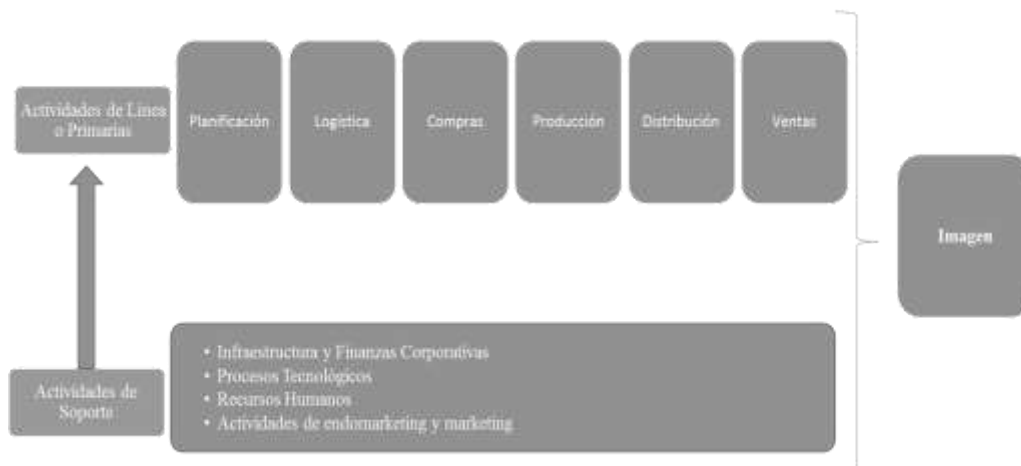 Actividades de Linea
o Primarias
Planificación
Logística
Compras
Producción
Distribución
Ventas
Imagen
Actividades de
Soporte
• Infraestructura y Finanzas Corporativas
• Procesos Tecnológicos
• Recursos Humanos
• Actividades de endomarketing y marketing